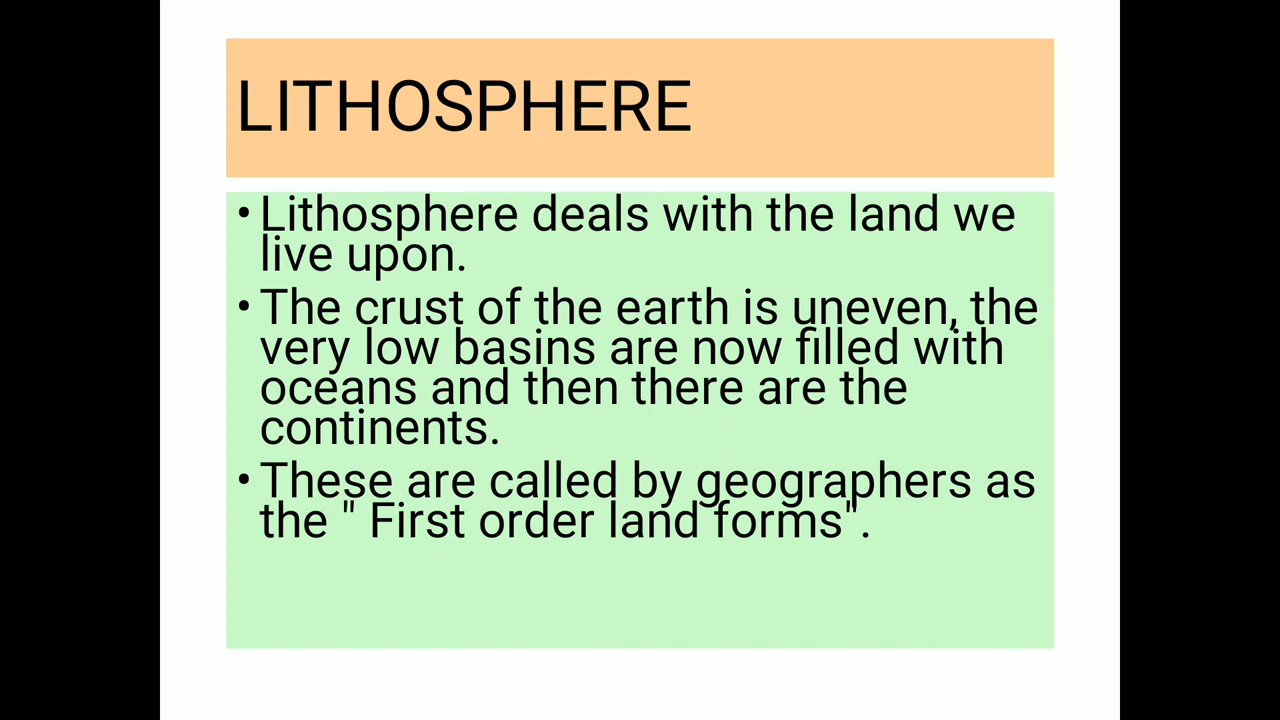 LITHOSPHERE
• Lithosphere deals with the land we
live upon.
• The crust of the earth is uneven, the
very low basins are now filled with
oceans and then there are the
continents.
• These are called by geographers as
the " First order land forms".